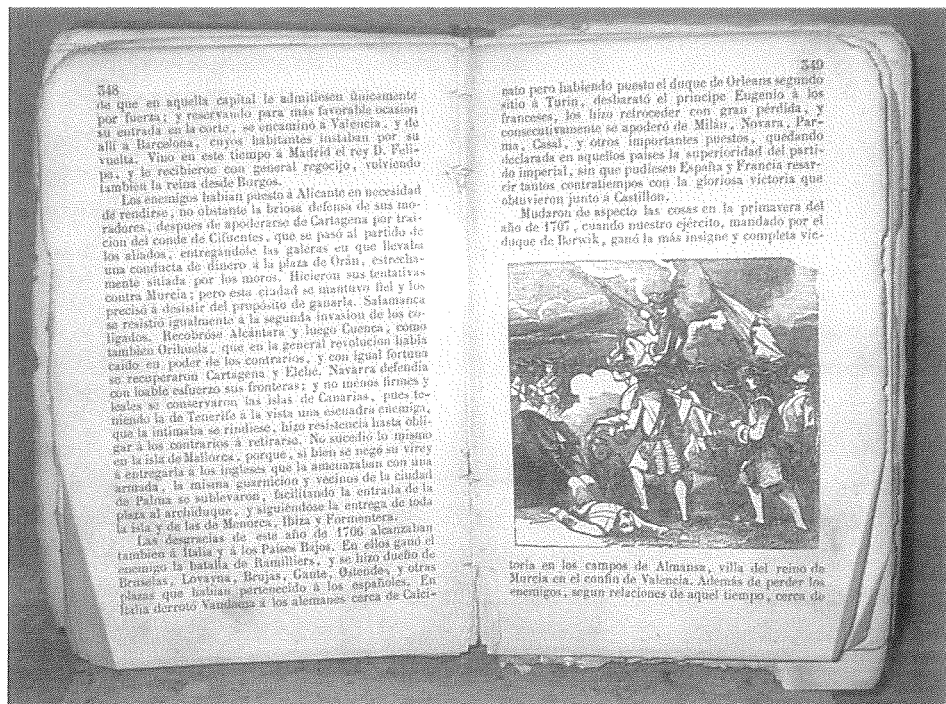 348
de que en aquella capital le admitiesen únicamente
por fuerza; y reservando para más favorable ocasion
su entrada en la corte, se encaminó á Valencia, y de
allí á Barcelona, cuyos habitantes instaban por su
vuelta. Vino en este tiempo á Madrid el rey D. Feli-
pe, y le recibieron con general regocijo, volviendo
tambien la reina desde Burgos.
Los enemigos habian puesto á Alicante en necesidad
de rendirse, no obstante la briosa defensa de sus mo-
radores, despues de apoderarse de Cartagena por trai-
cion del conde de Cifuentes, que se pasó al partido de
los aliados, entregándole las galeras en que llevaba
una conducta de dinero á la plaza de Orán, estrecha-
mente sitiada por los moros. Hicieron sus tentativas
contra Murcia; pero esta ciudad se mantuvo fiel y los
precisó á desistir del propósito de ganarla. Salamanca
se resistió igualmente á la segunda invasion de los co-
ligados. Recobróse Alcántara y luego Cuenca, como
tambien Orihuela, que en la general revolucion habia
caido en poder de los contrarios, y con igual fortuna
se recuperaron Cartagena y Elche. Navarra defendia
con loable esfuerzo sus fronteras; y no menos firmes y
leales se conservaron las islas de Canarias, pues te-
niendo la de Tenerife á la vista una escuadra enemiga,
que la intimaba se rindiese, hizo resistencia hasta obli-
gar á los contrarios á retirarse. No sucedió lo mismo
en la isla de Mallorca, porque, si bien se negó su virey
á entregarla á los ingleses que la amenazaban con una
armada, la misma guarnicion y vecinos de la ciudad
de Palma se sublevaron, facilitando la entrada de la
plaza al archiduque, y siguiéndose la entrega de toda
la isla y de las de Menorca, Ibiza y Formentera.
Las desgracias de este año de 1706 alcanzaban
tambien á Italia y á los Paises Bajos. En ellos ganó el
enemigo la batalla de Ramilliers, y se hizo dueño de
Bruselas, Lovayna, Brujas, Gante, Ostende, y otras
plazas que habian pertenecido á los españoles. En
Italia derrotó Vandoma á los alemanes cerca de Calci-
349
nato pero habiendo puesto el duque de Orleans segundo
sitio á Turin, desbarató el príncipe Eugenio á los
franceses, los hizo retroceder con gran pérdida, y
consecutivamente se apoderó de Milán, Novara, Par-
ma, Casal, y otros importantes puestos, quedando
declarada en aquellos paises la superioridad del parti-
do imperial, sin que pudiesen España y Francia resar-
cir tantos contratiempos con la gloriosa victoria que
obtuvieron junto á Castillon.
Mudaron de aspecto las cosas en la primavera del
año de 1707, cuando nuestro ejército, mandado por el
duque de Berwik, ganó la más insigne y completa vic-
toria en los campos de Almansa, villa del reino de
Murcia en el confin de Valencia. Además de perder los
enemigos, segun relaciones de aquel tiempo, cerca de